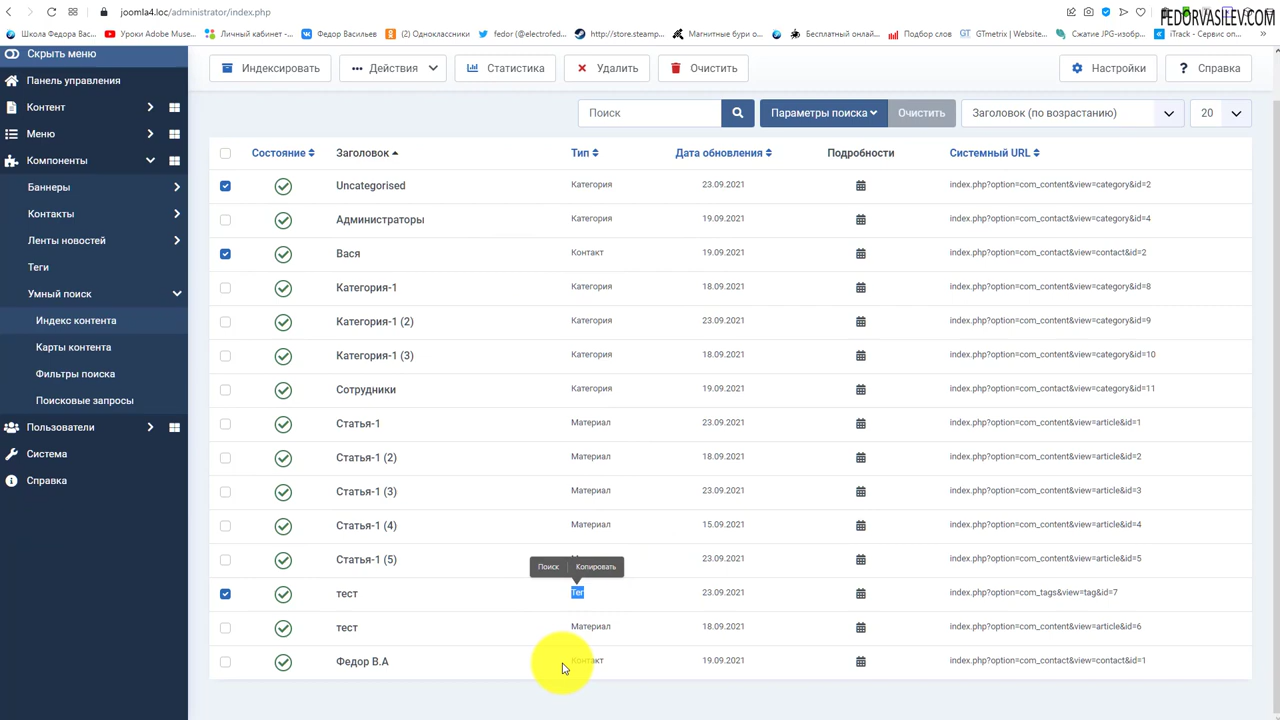 joomla4.loc/administrator/index.php
FEDORVASILEV.COM
Школа Федора Вас...
Уроки Adobe Muse...
Личный кабинет -...
Федор Васильев
(2) Одноклассники
fedor (@electrofed...
http://store.steamp...
Магнитные бури о...
Бесплатный онлай...
Подбор слов
GTmetrix | Website...
Сжатие JPG-изобр...
iTrack - Сервис оп...
Скрыть меню
Панель управления
Контент
Меню
Компоненты
Баннеры
Контакты
Ленты новостей
Теги
Умный поиск
Индекс контента
Карты контента
Фильтры поиска
Поисковые запросы
Пользователи
Система
Справка
Индексировать
Действия
Статистика
Удалить
Очистить
Настройки
Справка
Поиск
Параметры поиска
Очистить
Заголовок (по возрастанию)
20
Состояние Заголовок Тип Дата обновления Подробности Системный URL
Uncategorised Категория 23.09.2021 index.php?option=com_content&view=category&id=2
Администраторы Категория 19.09.2021 index.php?option=com_contact&view=category&id=4
Вася Контакт 19.09.2021 index.php?option=com_contact&view=contact&id=2
Категория-1 Категория 18.09.2021 index.php?option=com_content&view=category&id=8
Категория-1 (2) Категория 23.09.2021 index.php?option=com_content&view=category&id=9
Категория-1 (3) Категория 18.09.2021 index.php?option=com_content&view=category&id=10
Сотрудники Категория 19.09.2021 index.php?option=com_contact&view=category&id=11
Статья-1 Материал 23.09.2021 index.php?option=com_content&view=article&id=1
Статья-1 (2) Материал 18.09.2021 index.php?option=com_content&view=article&id=2
Статья-1 (3) Материал 23.09.2021 index.php?option=com_content&view=article&id=3
Статья-1 (4) Материал 15.09.2021 index.php?option=com_content&view=article&id=4
Статья-1 (5) 23.09.2021 index.php?option=com_content&view=article&id=5
Поиск Копировать
тест Тег 23.09.2021 index.php?option=com_tags&view=tag&id=7
тест Материал 18.09.2021 index.php?option=com_content&view=article&id=6
Федор В.А Контакт 19.09.2021 index.php?option=com_contact&view=contact&id=1